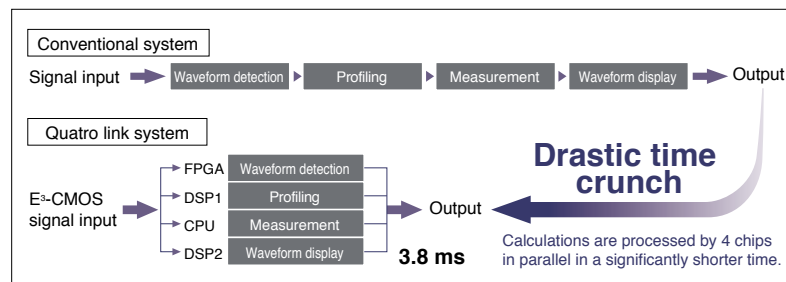 Conventional system
Signal input
Waveform detection
Profiling
Measurement
Waveform display
Output
Quatro link system
E³-CMOS
signal input
FPGA
Waveform detection
DSP1
Profiling
CPU
Measurement
DSP2
Waveform display
Output
3.8 ms
Drastic time
crunch
Calculations are processed by 4 chips
in parallel in a significantly shorter time.